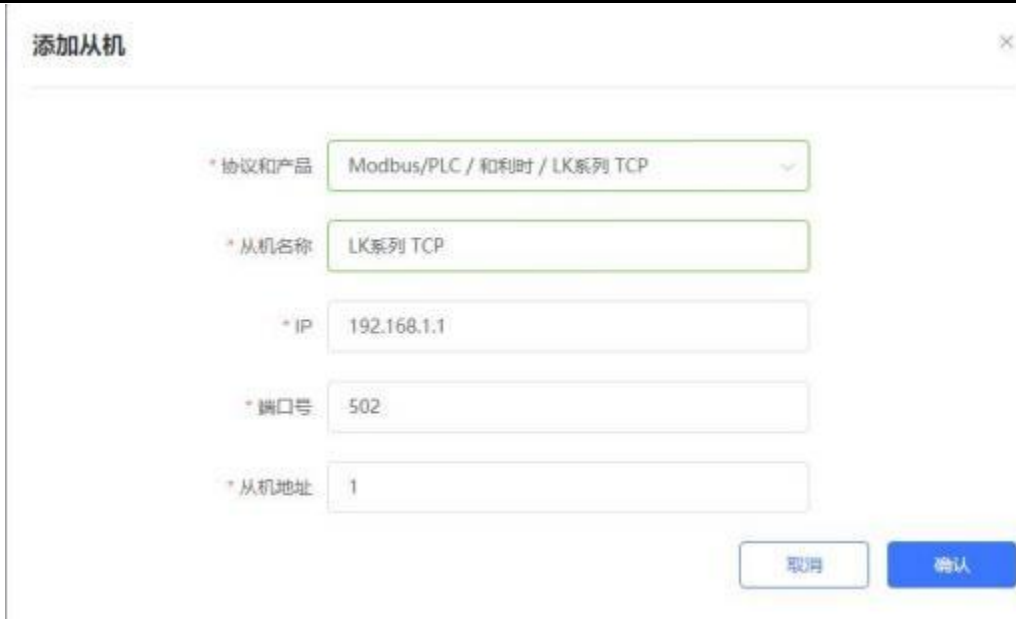 添加从机
* 协议和产品 Modbus/PLC / 和利时 / LK系列 TCP
* 从机名称 LK系列 TCP
* IP 192.168.1.1
* 端口号 502
* 从机地址 1
取消 确认